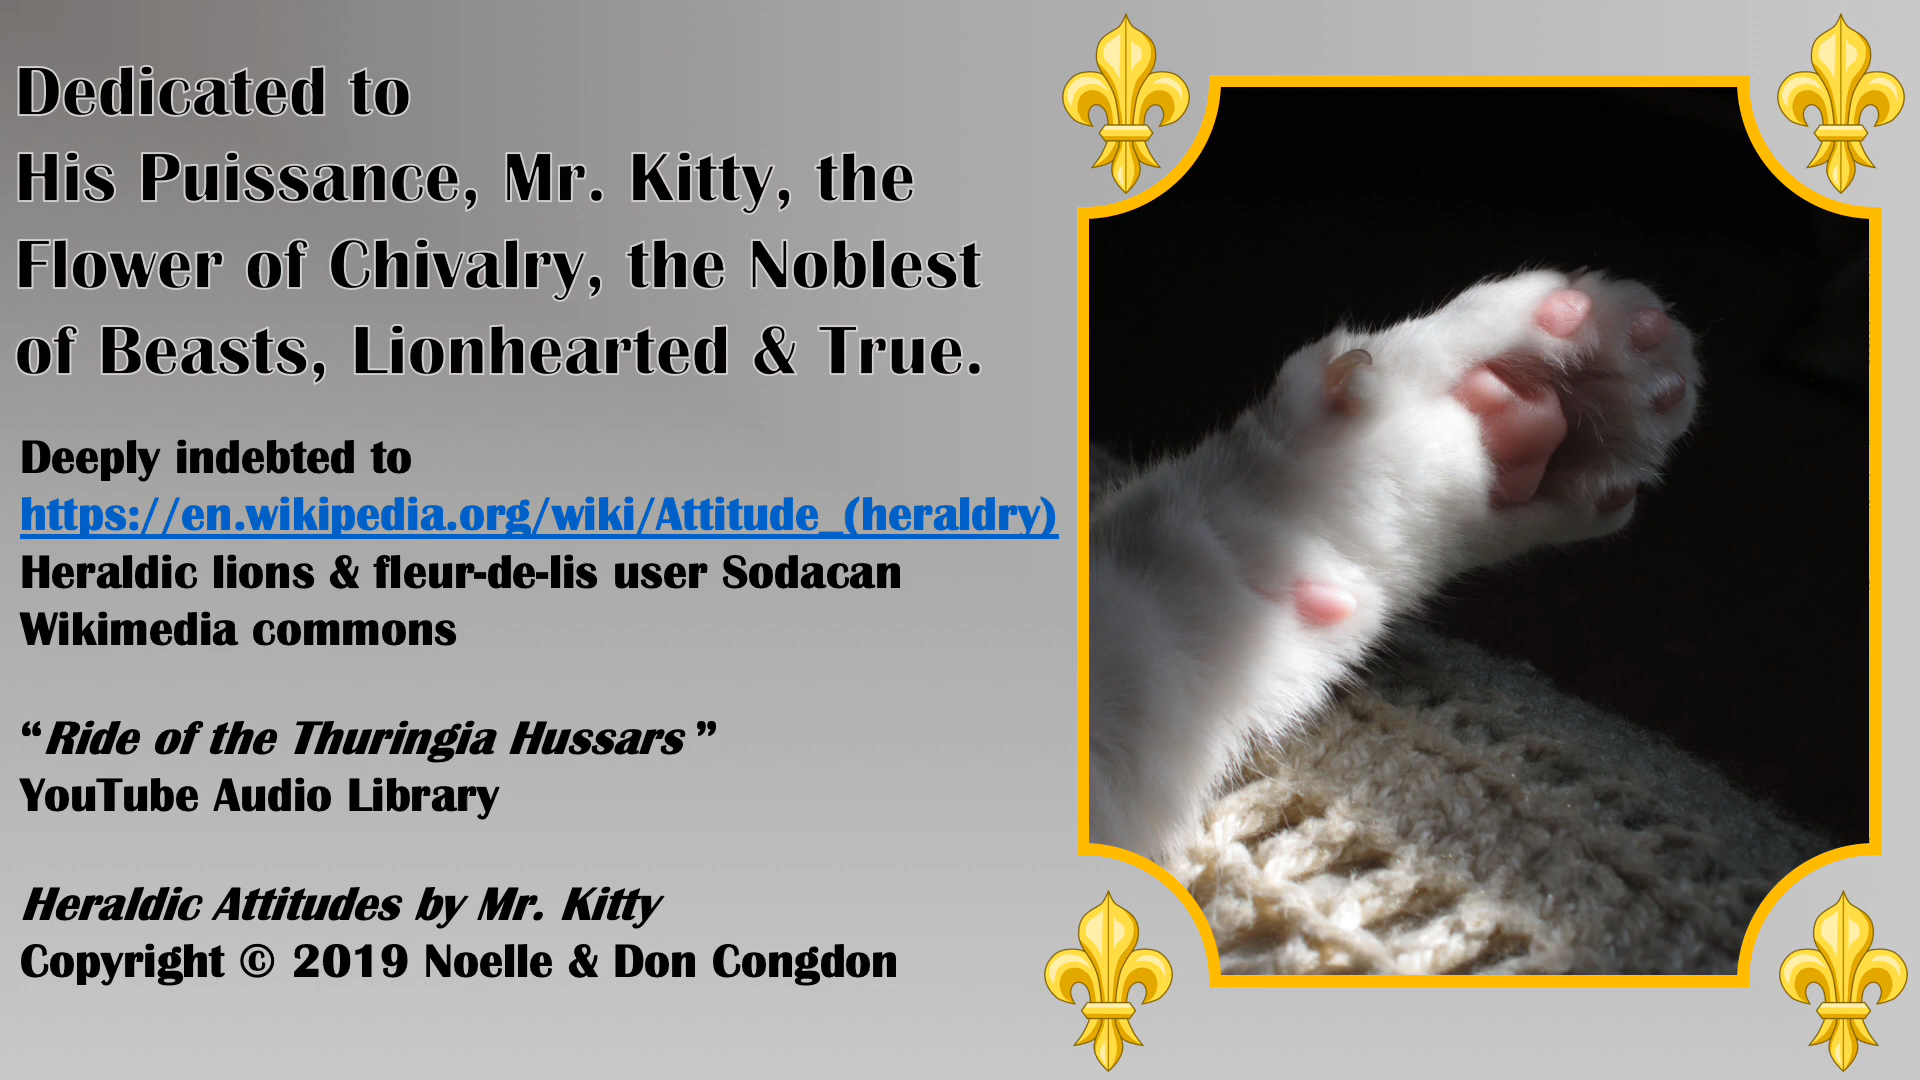 Dedicated to
His Puissance, Mr. Kitty, the
Flower of Chivalry, the Noblest
of Beasts, Lionhearted & True.
Deeply indebted to
https://en.wikipedia.org/wiki/Attitude_(heraldry)
Heraldic lions & fleur-de-lis user Sodacan
Wikimedia commons
“Ride of the Thuringia Hussars”
YouTube Audio Library
Heraldic Attitudes by Mr. Kitty
Copyright © 2019 Noelle & Don Congdon